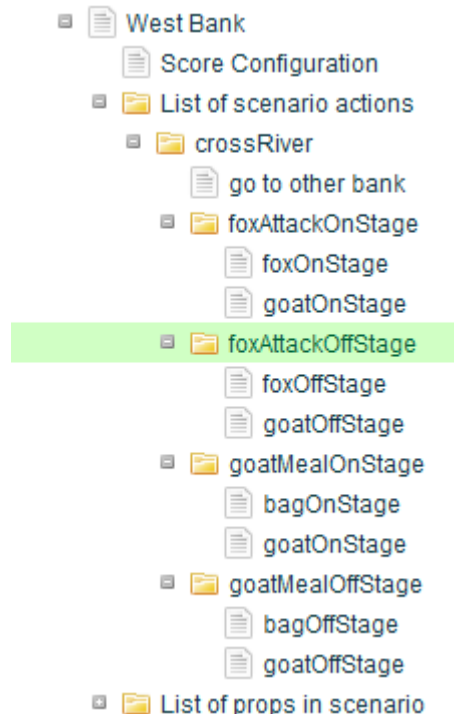 West Bank
Score Configuration
List of scenario actions
crossRiver
go to other bank
foxAttackOnStage
foxOnStage
goatOnStage
foxAttackOffStage
foxOffStage
goatOffStage
goatMealOnStage
bagOnStage
goatOnStage
goatMealOffStage
bagOffStage
goatOffStage
List of props in scenario